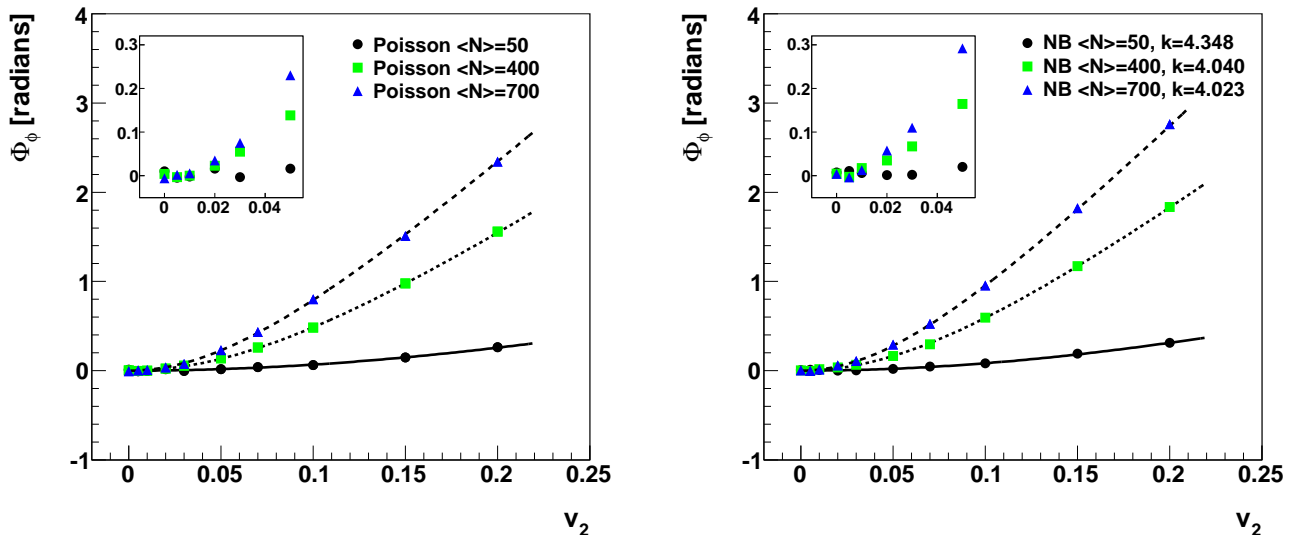 Φϕ [radians]
4
3
2
1
0
-1
0.3
0.2
0.1
0
0 0.02 0.04
Poisson <N>=50
Poisson <N>=400
Poisson <N>=700
0 0.05 0.1 0.15 0.2 0.25
v2
Φϕ [radians]
4
3
2
1
0
-1
0.3
0.2
0.1
0
0 0.02 0.04
NB <N>=50, k=4.348
NB <N>=400, k=4.040
NB <N>=700, k=4.023
0 0.05 0.1 0.15 0.2 0.25
v2